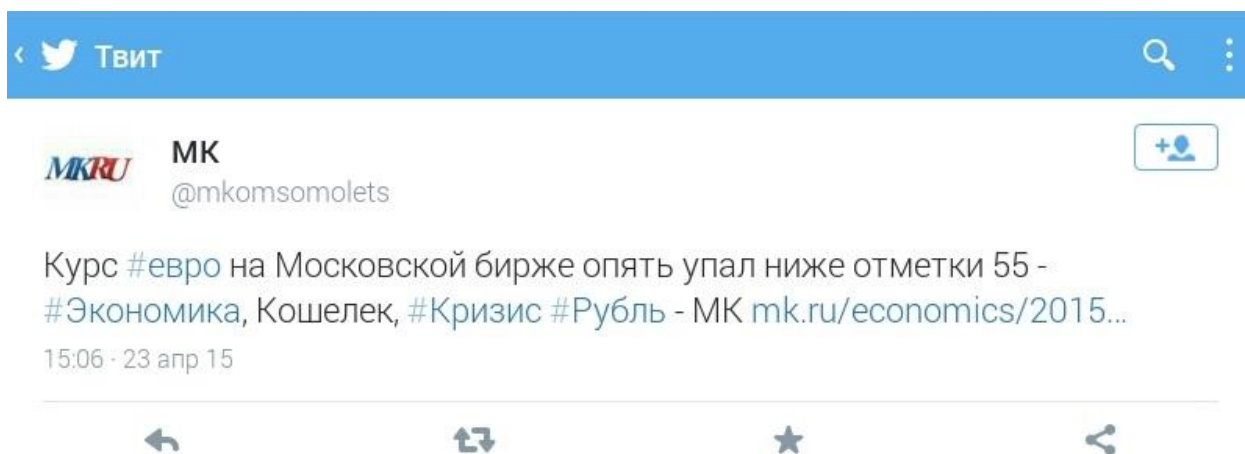 Твит
MKRU
МК
@mkomsomolets
Курс #евро на Московской бирже опять упал ниже отметки 55 -
#Экономика, Кошелек, #Кризис #Рубль - МК mk.ru/economics/2015...
15:06 · 23 апр 15